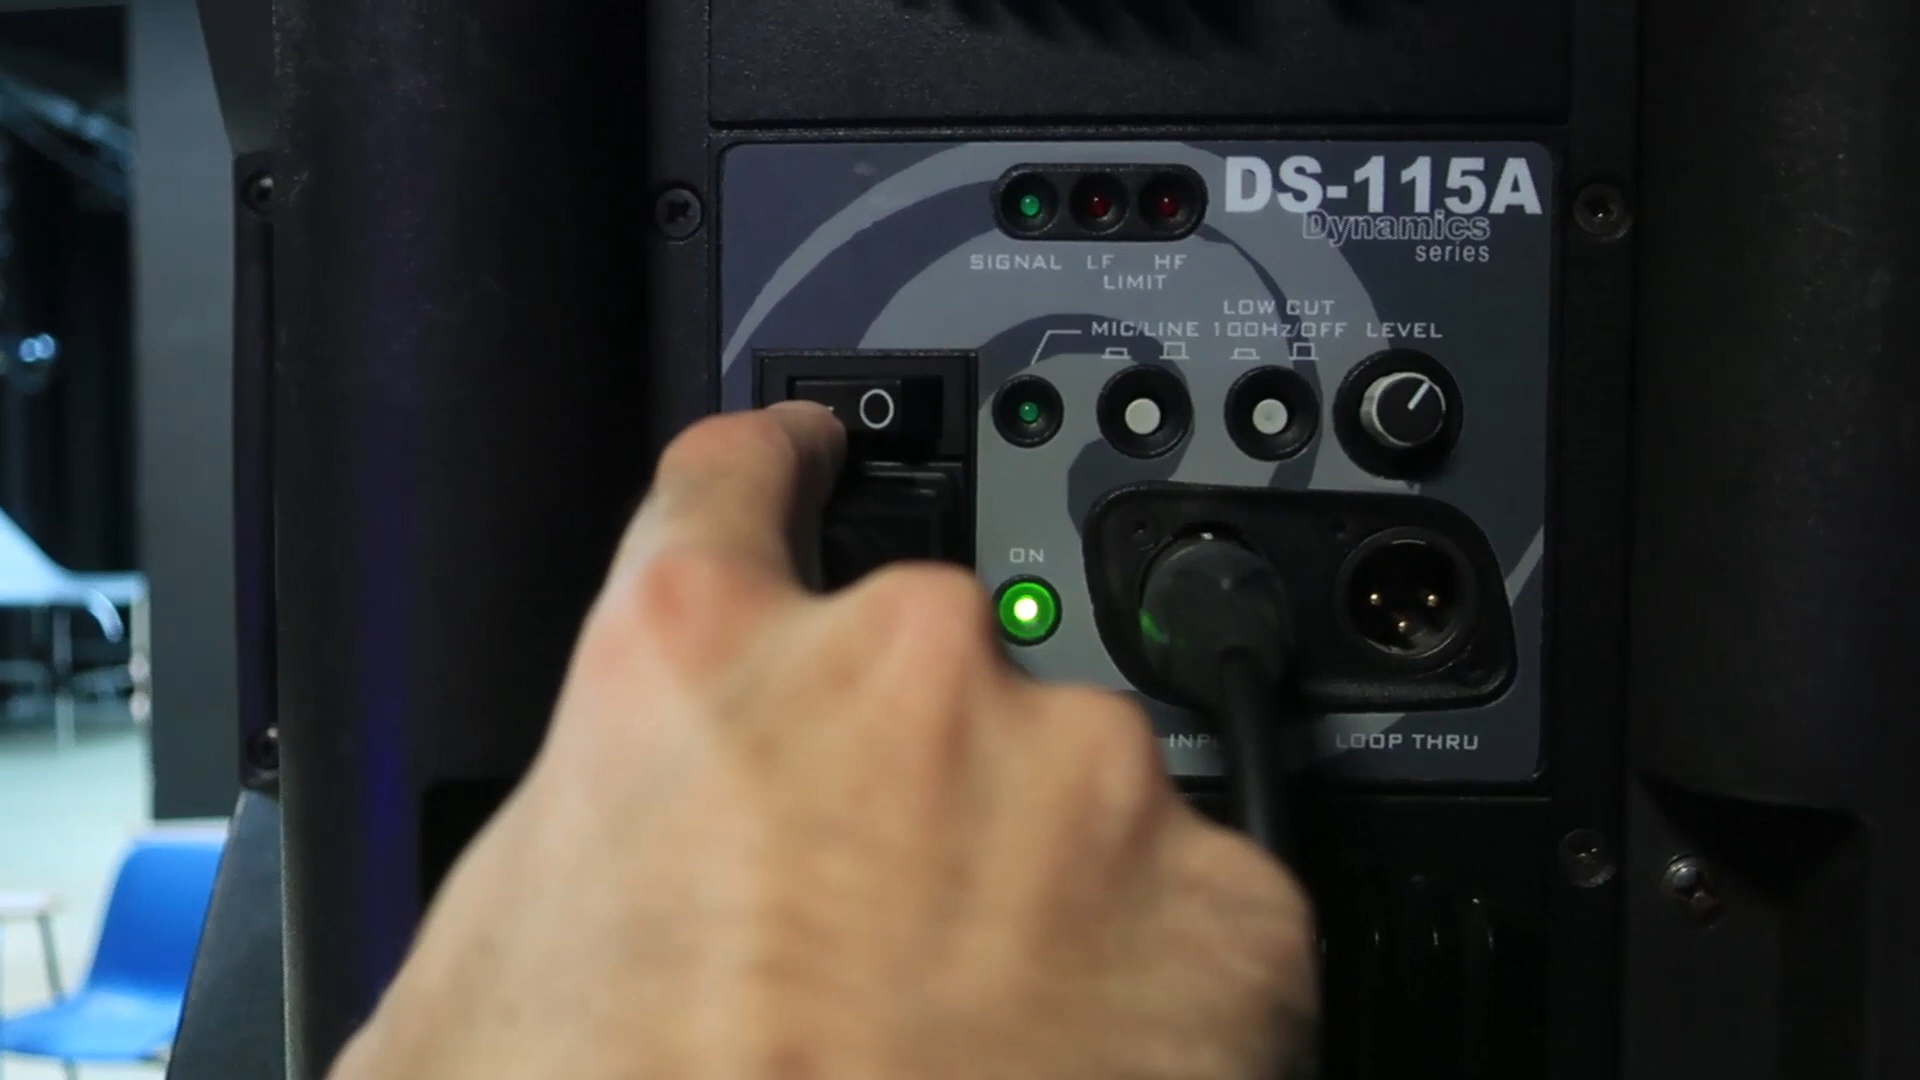 DS-115A
Dynamics
series
SIGNAL LF HF
LIMIT
LOW CUT
MIC/LINE 100Hz/OFF LEVEL
O
ON
LOOP THRU